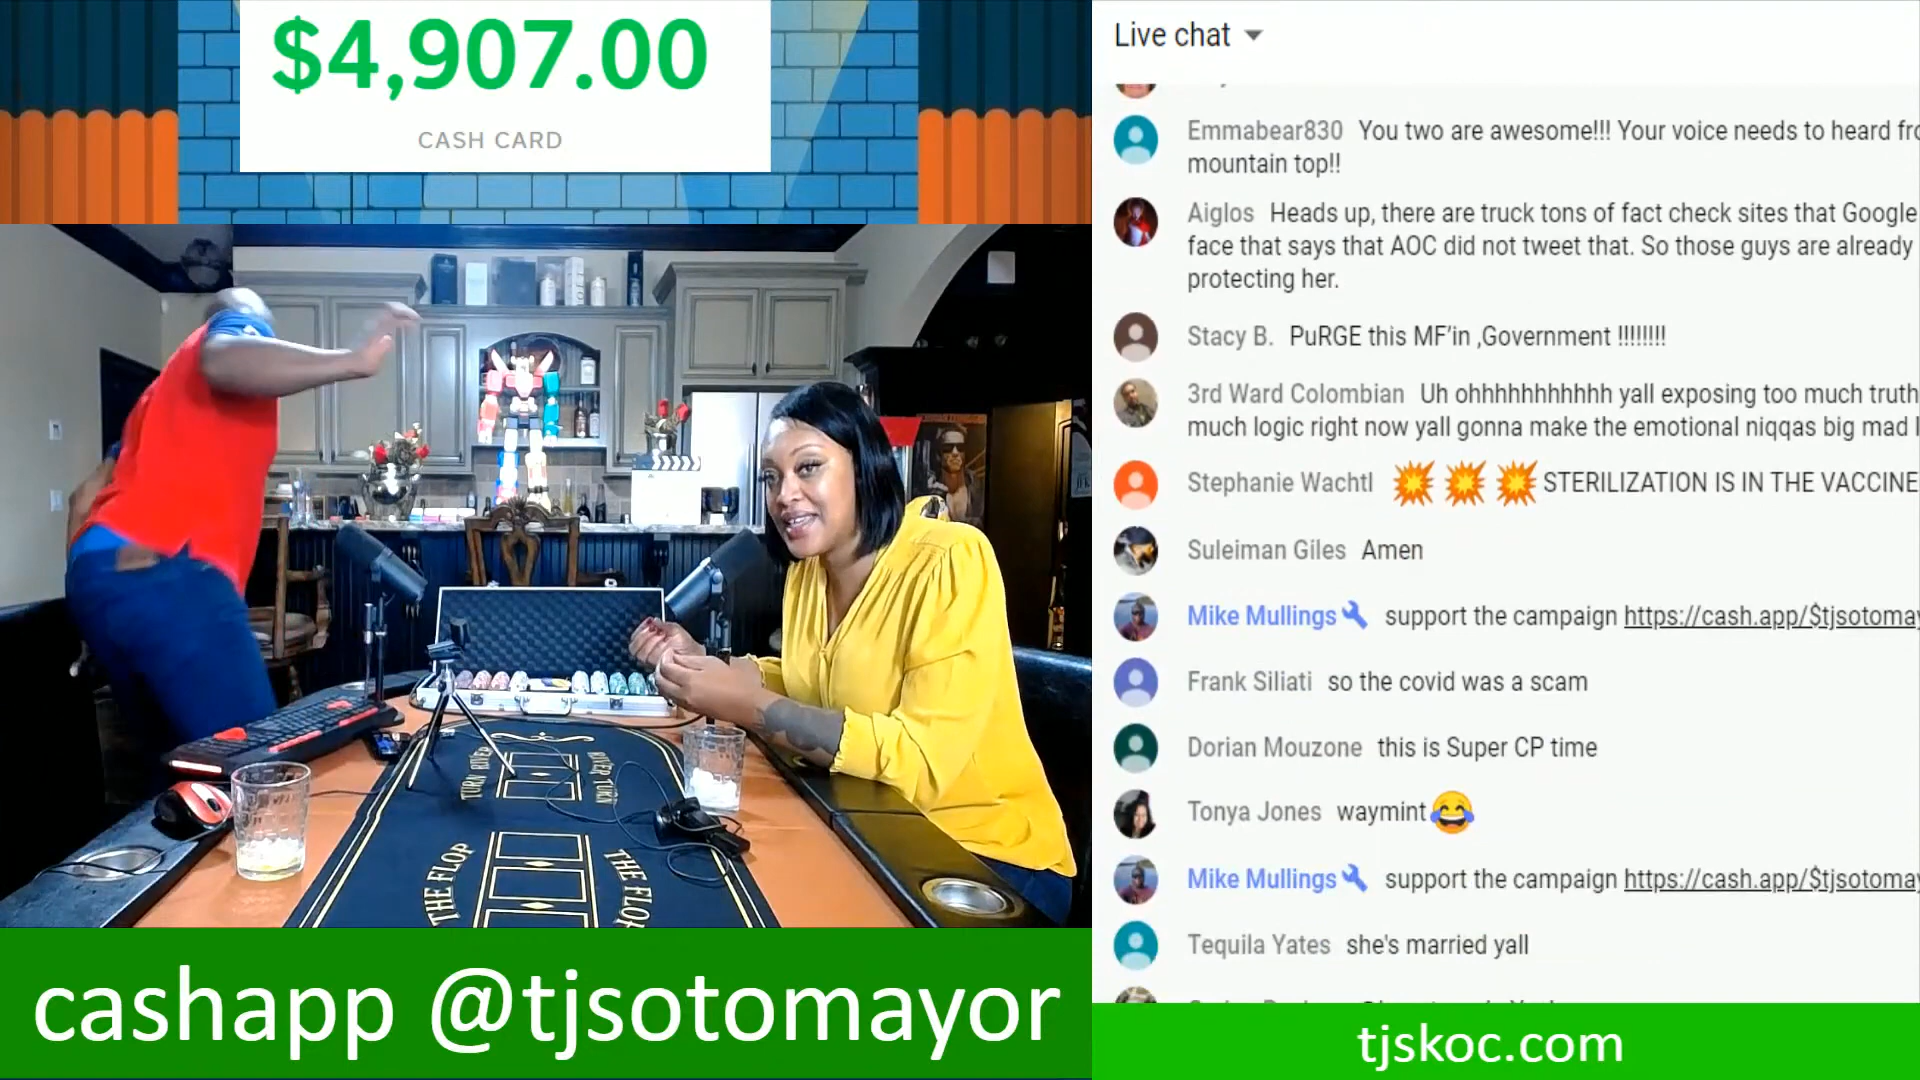 $4,907.00
CASH CARD
TURN RIVER
RIVER TURN
THE FLOP
THE FLOP
cashapp @tjsotomayor
Live chat
Emmabear830 You two are awesome!!! Your voice needs to heard
mountain top!!
Aiglos Heads up, there are truck tons of fact check sites that Google
face that says that AOC did not tweet that. So those guys are already
protecting her.
Stacy B. PuRGE this MF’in ,Government !!!!!!!!
3rd Ward Colombian Uh ohhhhhhhhhhh yall exposing too much truth
much logic right now yall gonna make the emotional niqqas big mad
Stephanie Wachtl 💥 💥 💥 STERILIZATION IS IN THE VACCINE
Suleiman Giles Amen
Mike Mullings support the campaign https://cash.app/$tjsotomay
Frank Siliati so the covid was a scam
Dorian Mouzone this is Super CP time
Tonya Jones waymint😂
Mike Mullings support the campaign https://cash.app/$tjsotomay
Tequila Yates she's married yall
tjskoc.com